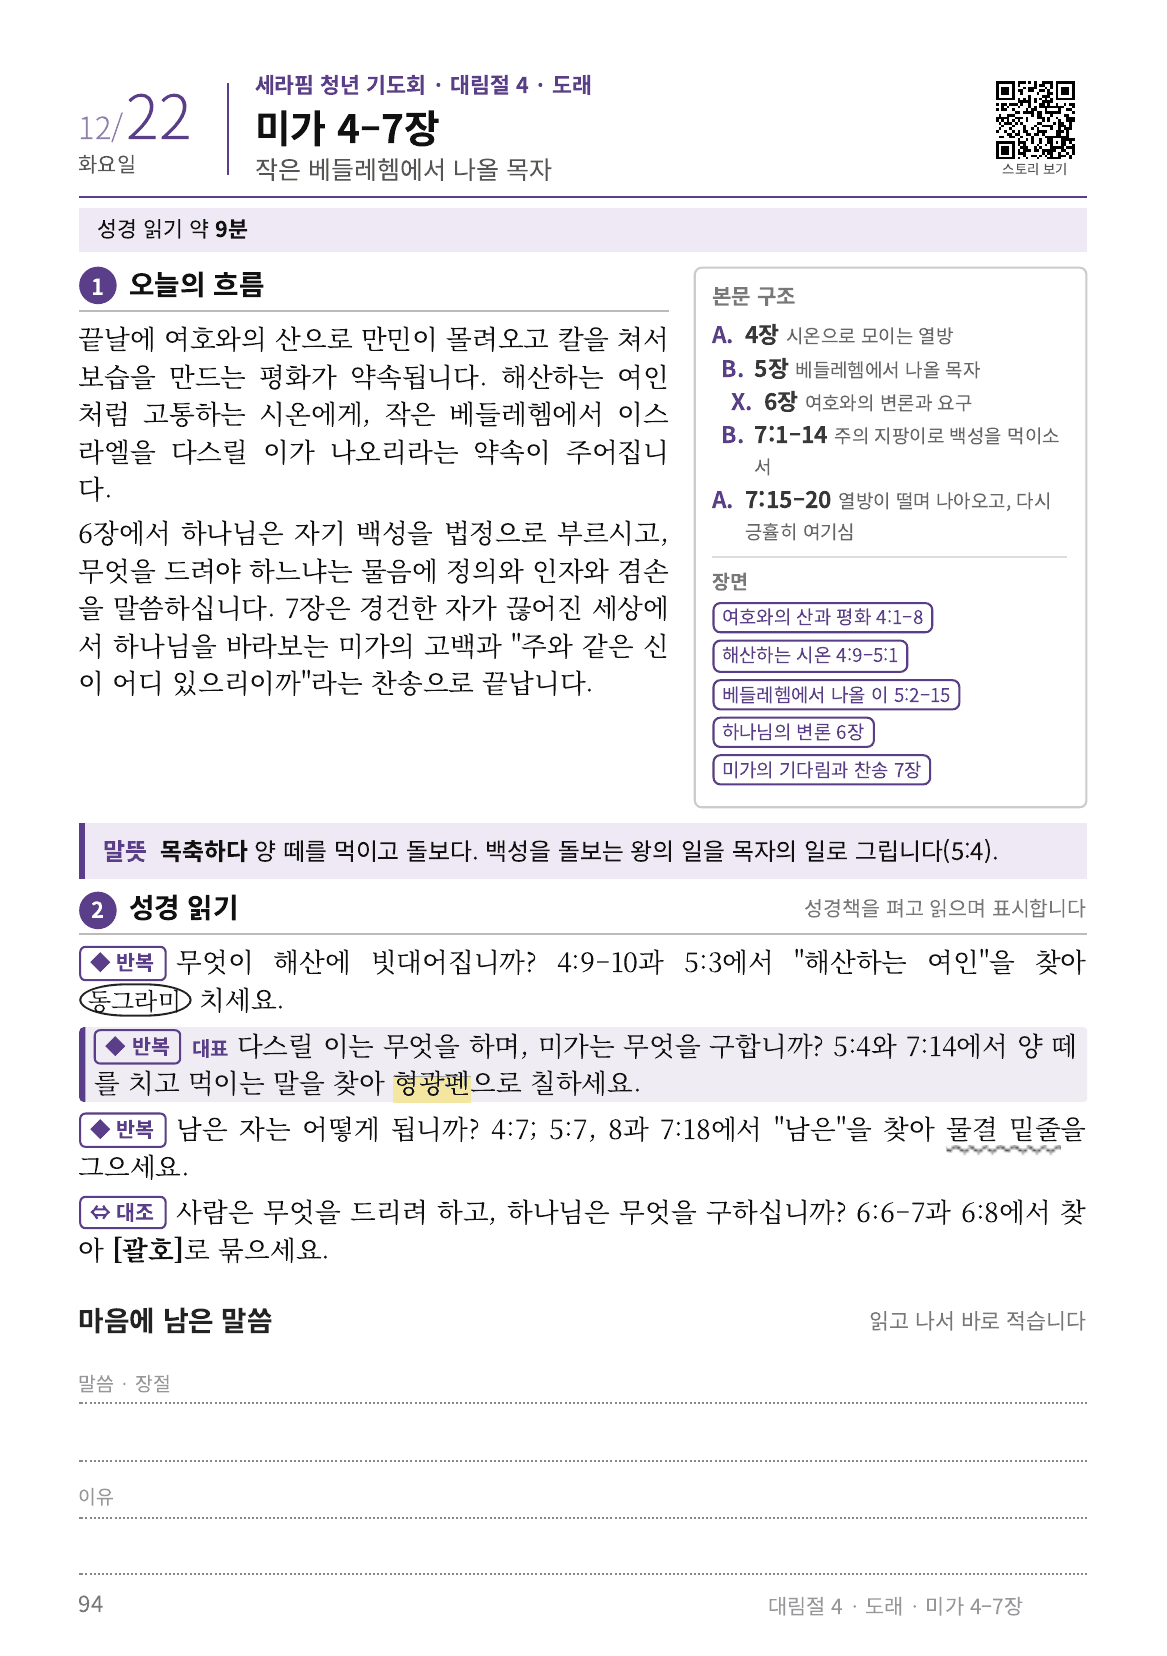 12/22
화요일
세라핌 청년 기도회 · 대림절 4 · 도래
미가 4–7장
작은 베들레헴에서 나올 목자
스토리 보기
성경 읽기 약 9분
1 오늘의 흐름
끝날에 여호와의 산으로 만민이 몰려오고 칼을 쳐서
보습을 만드는 평화가 약속됩니다. 해산하는 여인
처럼 고통하는 시온에게, 작은 베들레헴에서 이스
라엘을 다스릴 이가 나오리라는 약속이 주어집니
다.
6장에서 하나님은 자기 백성을 법정으로 부르시고,
무엇을 드려야 하느냐는 물음에 정의와 인자와 겸손
을 말씀하십니다. 7장은 경건한 자가 끊어진 세상에
서 하나님을 바라보는 미가의 고백과 "주와 같은 신
이 어디 있으리이까"라는 찬송으로 끝납니다.
본문 구조
A. 4장 시온으로 모이는 열방
B. 5장 베들레헴에서 나올 목자
X. 6장 여호와의 변론과 요구
B. 7:1–14 주의 지팡이로 백성을 먹이소
서
A. 7:15–20 열방이 떨며 나아오고, 다시
긍휼히 여기심
장면
여호와의 산과 평화 4:1–8
해산하는 시온 4:9–5:1
베들레헴에서 나올 이 5:2–15
하나님의 변론 6장
미가의 기다림과 찬송 7장
말뜻 목축하다 양 떼를 먹이고 돌보다. 백성을 돌보는 왕의 일을 목자의 일로 그립니다(5:4).
2 성경 읽기
성경책을 펴고 읽으며 표시합니다
◆ 반복 무엇이 해산에 빗대어집니까? 4:9–10과 5:3에서 "해산하는 여인"을 찾아
동그라미 치세요.
◆ 반복 대표 다스릴 이는 무엇을 하며, 미가는 무엇을 구합니까? 5:4와 7:14에서 양 떼
를 치고 먹이는 말을 찾아 형광펜으로 칠하세요.
◆ 반복 남은 자는 어떻게 됩니까? 4:7; 5:7, 8과 7:18에서 "남은"을 찾아 물결 밑줄을
그으세요.
⇔ 대조 사람은 무엇을 드리려 하고, 하나님은 무엇을 구하십니까? 6:6–7과 6:8에서 찾
아 [괄호]로 묶으세요.
마음에 남은 말씀
읽고 나서 바로 적습니다
말씀 · 장절
이유
94
대림절 4 · 도래 · 미가 4–7장